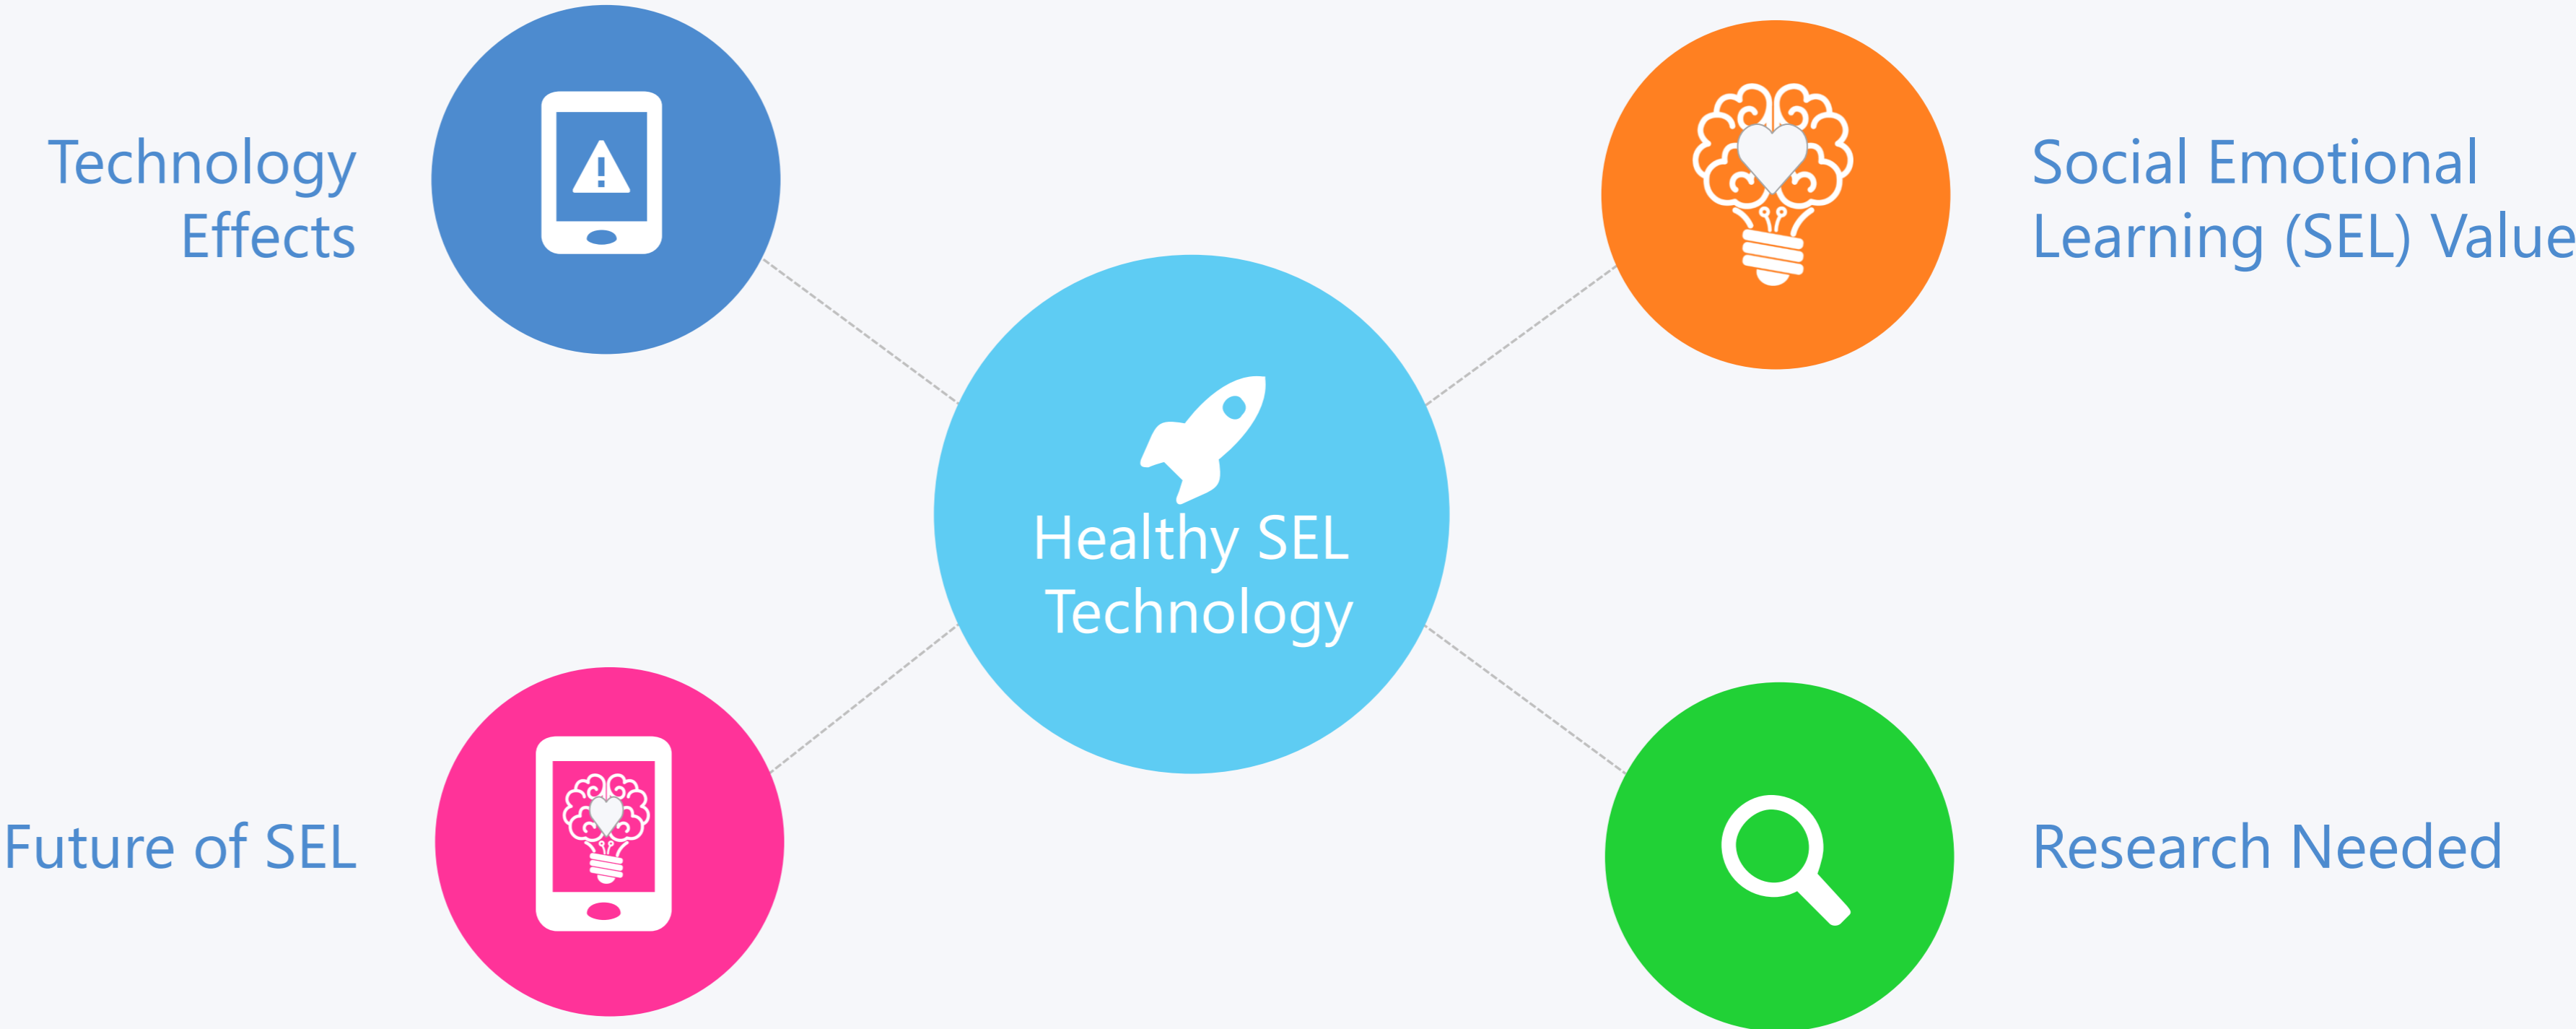 Technology
Effects
Social Emotional
Learning (SEL) Value
Healthy SEL
Technology
Future of SEL
Research Needed